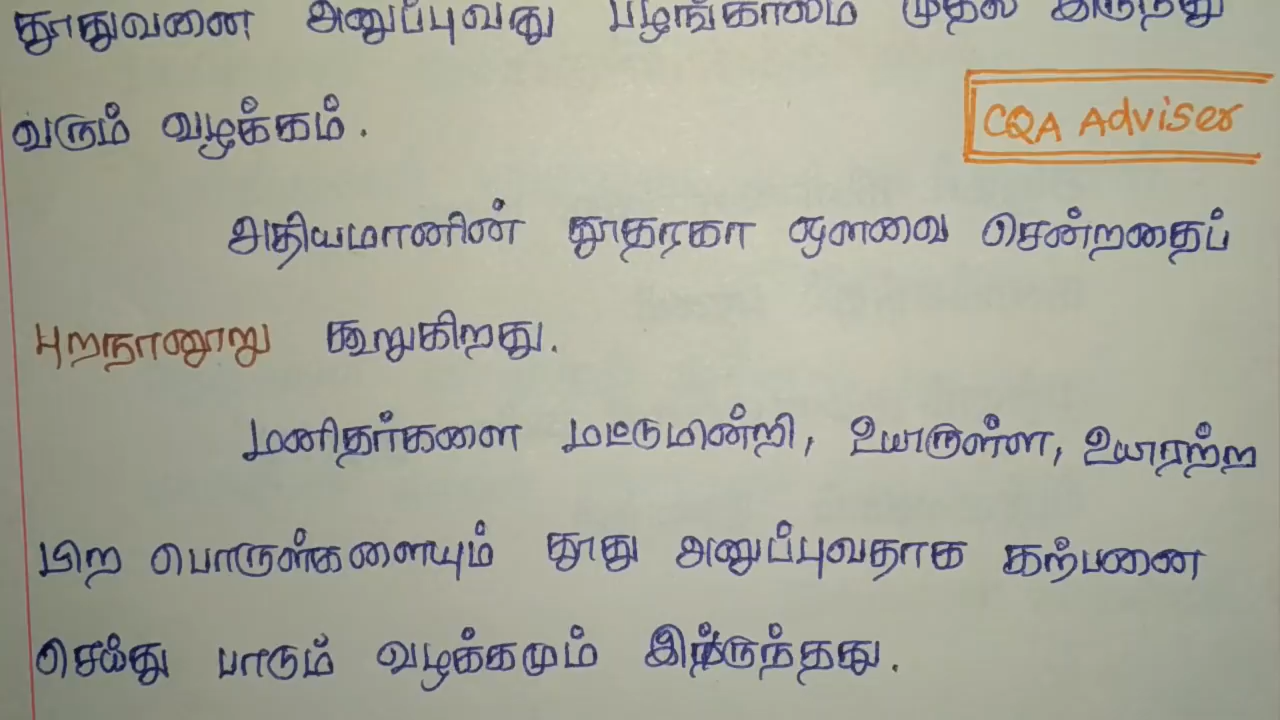 தூதுவனை அனுப்புவது பழங்காலம் முதல் இருந்து
வரும் வழக்கம்.
CQA Adviser
அதியமானின் தூதரகா ஔவை சென்றதைப்
புறநானூறு கூறுகிறது.
மனிதர்களை மட்டுமின்றி, உயிருள்ள, உயிரற்ற
பிற பொருள்களையும் தூது அனுப்புவதாக கற்பனை
செய்து பாடும் வழக்கமும் இருந்தது.